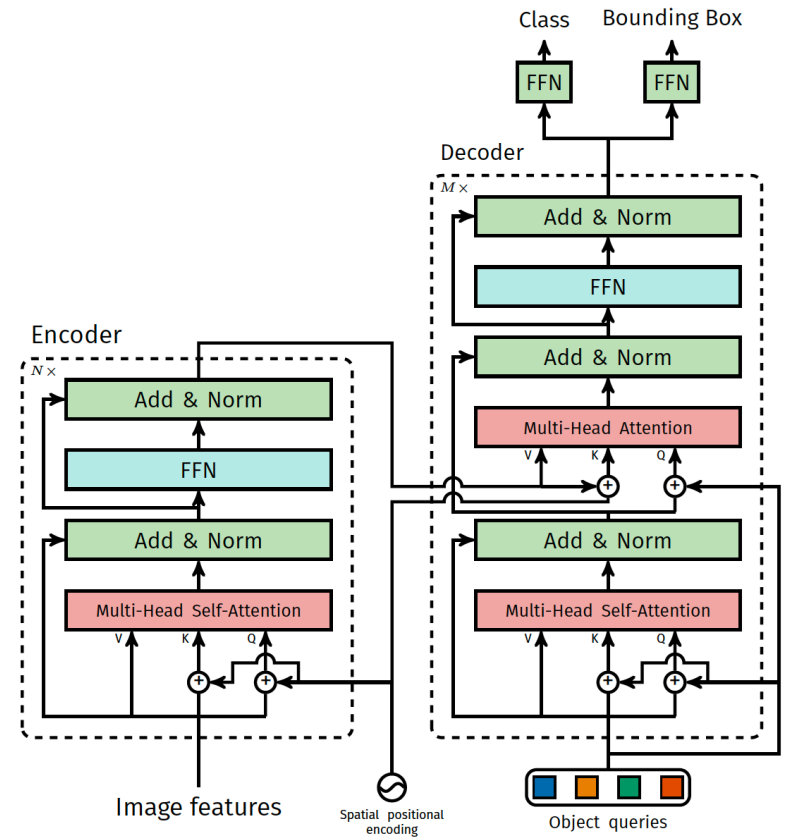 Class
Bounding Box
FFN
FFN
Decoder
M ×
Add & Norm
FFN
Add & Norm
Multi-Head Attention
V
K
Q
+
+
Add & Norm
Multi-Head Self-Attention
V
K
Q
+
+
Object queries
Encoder
N ×
Add & Norm
FFN
Add & Norm
Multi-Head Self-Attention
V
K
Q
+
+
Image features
Spatial positional
encoding